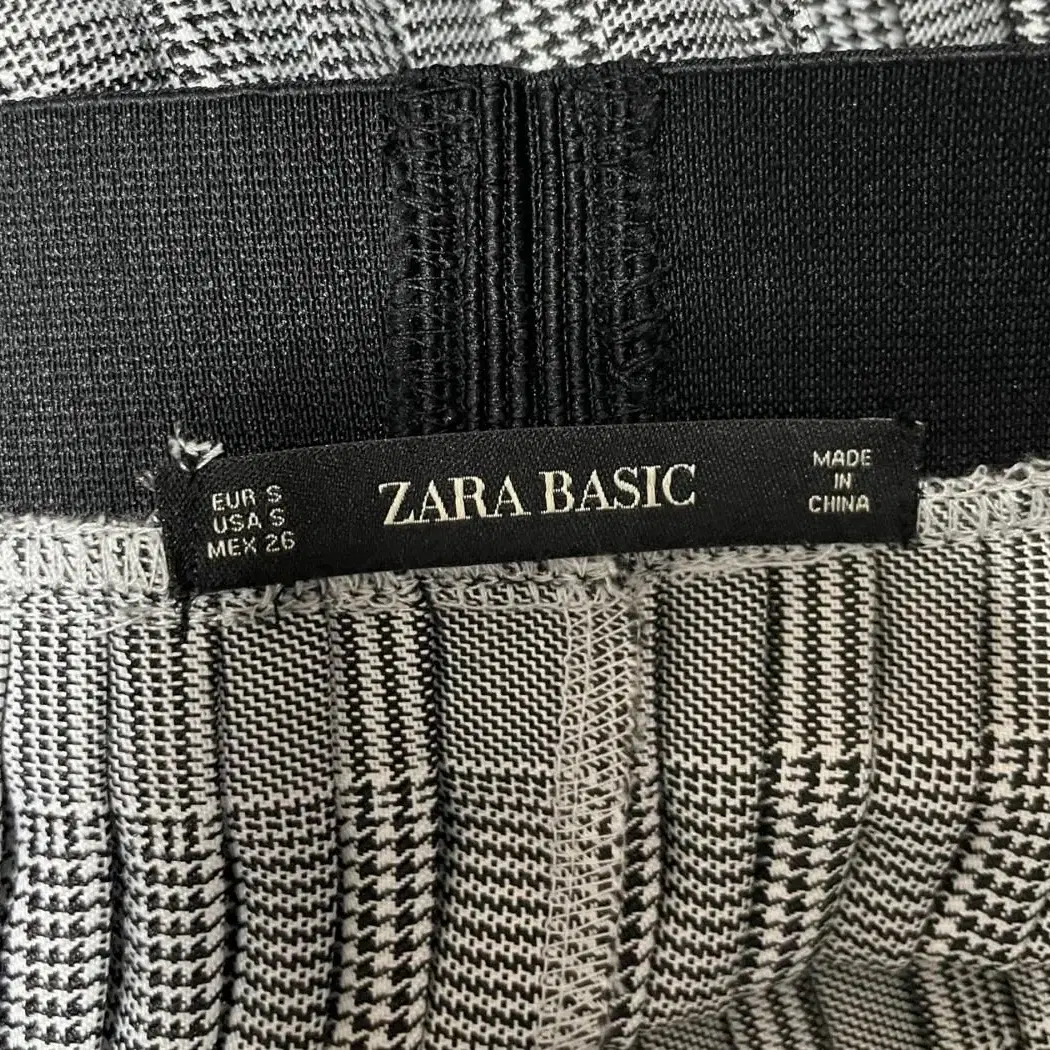 EUR S
USA S
MEX 26
ZARA BASIC
MADE
IN
CHINA